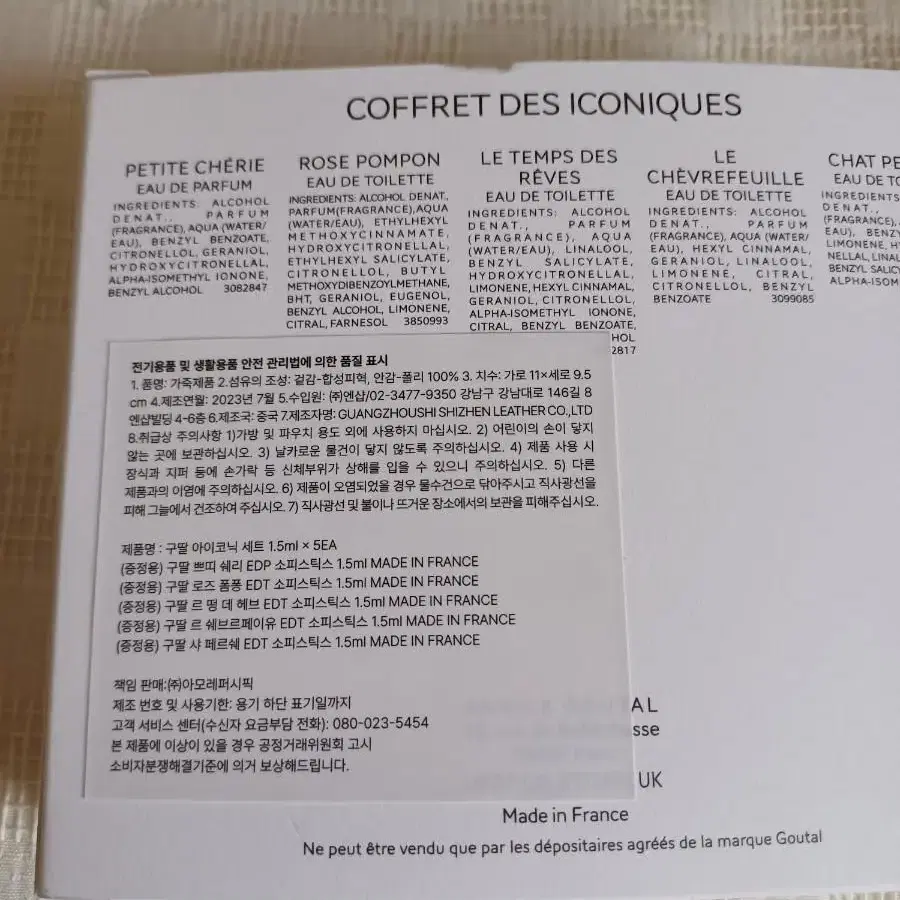 COFFRET DES ICONIQUES
PETITE CHÉRIE
EAU DE PARFUM
INGREDIENTS: ALCOHOL
DENAT., PARFUM
(FRAGRANCE), AQUA (WATER/
EAU), BENZYL BENZOATE,
CITRONELLOL, GERANIOL,
HYDROXYCITRONELLAL,
ALPHA-ISOMETHYL IONONE,
BENZYL ALCOHOL 3082847
ROSE POMPON
EAU DE TOILETTE
INGREDIENTS: ALCOHOL DENAT.,
PARFUM(FRAGRANCE),AQUA
(WATER/EAU), ETHYLHEXYL
METHOXYCINNAMATE,
HYDROXYCITRONELLAL,
ETHYLHEXYL SALICYLATE,
CITRONELLOL, BUTYL
METHOXYDIBENZOYLMETHANE,
BHT, GERANIOL, EUGENOL,
BENZYL ALCOHOL, LIMONENE,
CITRAL, FARNESOL 3850993
LE TEMPS DES
RÊVES
EAU DE TOILETTE
INGREDIENTS: ALCOHOL
DENAT., PARFUM
(FRAGRANCE), AQUA
(WATER/EAU), LINALOOL,
BENZYL SALICYLATE,
HYDROXYCITRONELLAL,
LIMONENE, HEXYL CINNAMAL,
GERANIOL, CITRONELLOL,
ALPHA-ISOMETHYL IONONE,
CITRAL, BENZYL BENZOATE,
HOL
2817
LE
CHÈVREFEUILLE
EAU DE TOILETTE
INGREDIENTS: ALCOHOL
DENAT., PARFUM
(FRAGRANCE), AQUA (WATER/
EAU), HEXYL CINNAMAL,
GERANIOL, LINALOOL,
LIMONENE, CITRAL,
CITRONELLOL, BENZYL
BENZOATE 3099085
CHAT PE
EAU DE TO
INGREDIENTS:
DENAT.,
(FRAGRANCE),
EAU), BENZY
LIMONENE, H
NELLAL, LINAL
BENZYL SALIC
ALPHA-ISOM
전기용품 및 생활용품 안전 관리법에 의한 품질 표시
1. 품명: 가죽제품 2.섬유의 조성: 겉감-합성피혁, 안감-폴리 100% 3. 치수: 가로 11×세로 9.5
cm 4.제조연월: 2023년 7월 5.수입원: ㈜엔샵/02-3477-9350 강남구 강남대로 146길 8
엔샵빌딩 4-6층 6.제조국: 중국 7.제조자명: GUANGZHOUSHI SHIZHEN LEATHER CO.,LTD
8.취급상 주의사항 1)가방 및 파우치 용도 외에 사용하지 마십시오. 2) 어린이의 손이 닿지
않는 곳에 보관하십시오. 3) 날카로운 물건이 닿지 않도록 주의하십시오. 4) 제품 사용 시
장식과 지퍼 등에 손가락 등 신체부위가 상해를 입을 수 있으니 주의하십시오. 5) 다른
제품과의 이염에 주의하십시오. 6) 제품이 오염되었을 경우 물수건으로 닦아주시고 직사광선을
피해 그늘에서 건조하여 주십시오. 7) 직사광선 및 불이나 뜨거운 장소에서의 보관을 피해주십시오.
제품명 : 구딸 아이코닉 세트 1.5ml × 5EA
(증정용) 구딸 쁘띠 쉐리 EDP 소피스틱스 1.5ml MADE IN FRANCE
(증정용) 구딸 로즈 폼퐁 EDT 소피스틱스 1.5ml MADE IN FRANCE
(증정용) 구딸 르 떵 데 헤브 EDT 소피스틱스 1.5ml MADE IN FRANCE
(증정용) 구딸 르 쉐브르페이유 EDT 소피스틱스 1.5ml MADE IN FRANCE
(증정용) 구딸 샤 페르쉐 EDT 소피스틱스 1.5ml MADE IN FRANCE
책임 판매:㈜아모레퍼시픽
제조 번호 및 사용기한: 용기 하단 표기일까지
고객 서비스 센터(수신자 요금부담 전화): 080-023-5454
본 제품에 이상이 있을 경우 공정거래위원회 고시
소비자분쟁해결기준에 의거 보상해드립니다.
AL
sse
UK
Made in France
Ne peut être vendu que par les dépositaires agréés de la marque Goutal